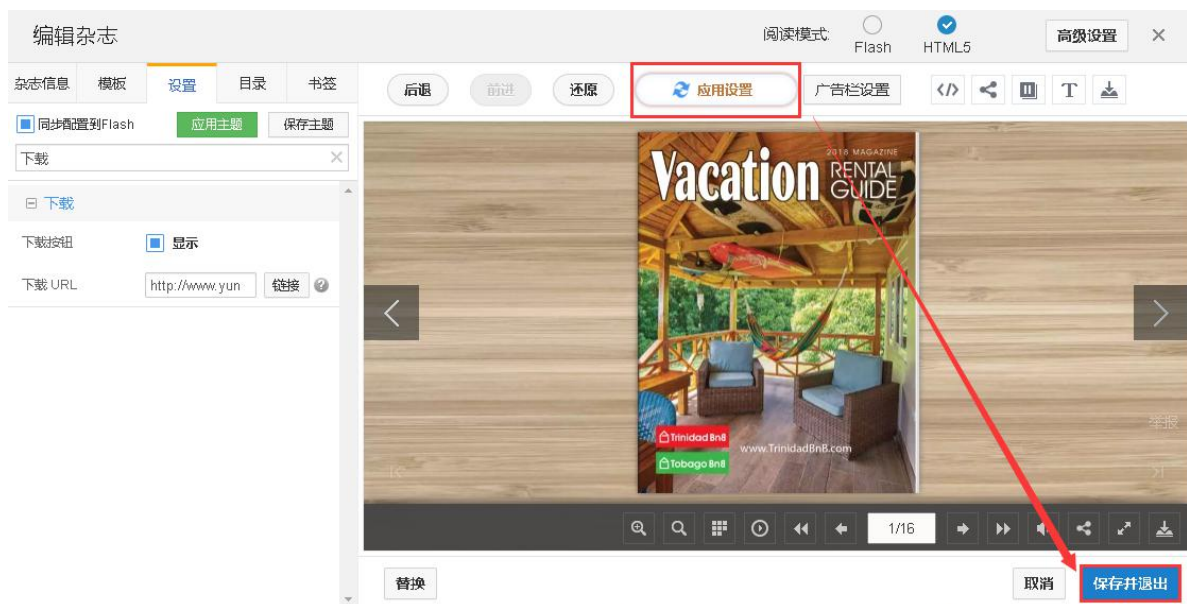 编辑杂志
阅读模式:
Flash
HTML5
高级设置
杂志信息
模板
设置
目录
书签
后退
前进
还原
应用设置
广告栏设置
同步配置到Flash
应用主题
保存主题
下载
下载
下载按钮
显示
下载 URL
http://www.yun
链接
2018 MAGAZINE
Vacation
RENTAL
GUIDE
Trinidad BnB
www.TrinidadBnB.com
Tobago BnB
举报
1/16
替换
取消
保存并退出